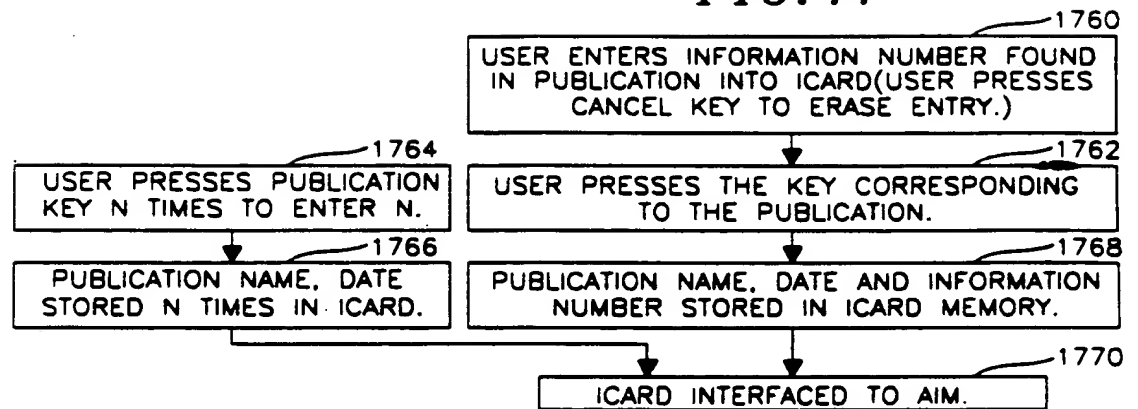 1760
USER ENTERS INFORMATION NUMBER FOUND
IN PUBLICATION INTO ICARD(USER PRESSES
CANCEL KEY TO ERASE ENTRY.)
1764
USER PRESSES PUBLICATION
KEY N TIMES TO ENTER N.
1762
USER PRESSES THE KEY CORRESPONDING
TO THE PUBLICATION.
1766
PUBLICATION NAME, DATE
STORED N TIMES IN ICARD.
1768
PUBLICATION NAME, DATE AND INFORMATION
NUMBER STORED IN ICARD MEMORY.
1770
ICARD INTERFACED TO AIM.